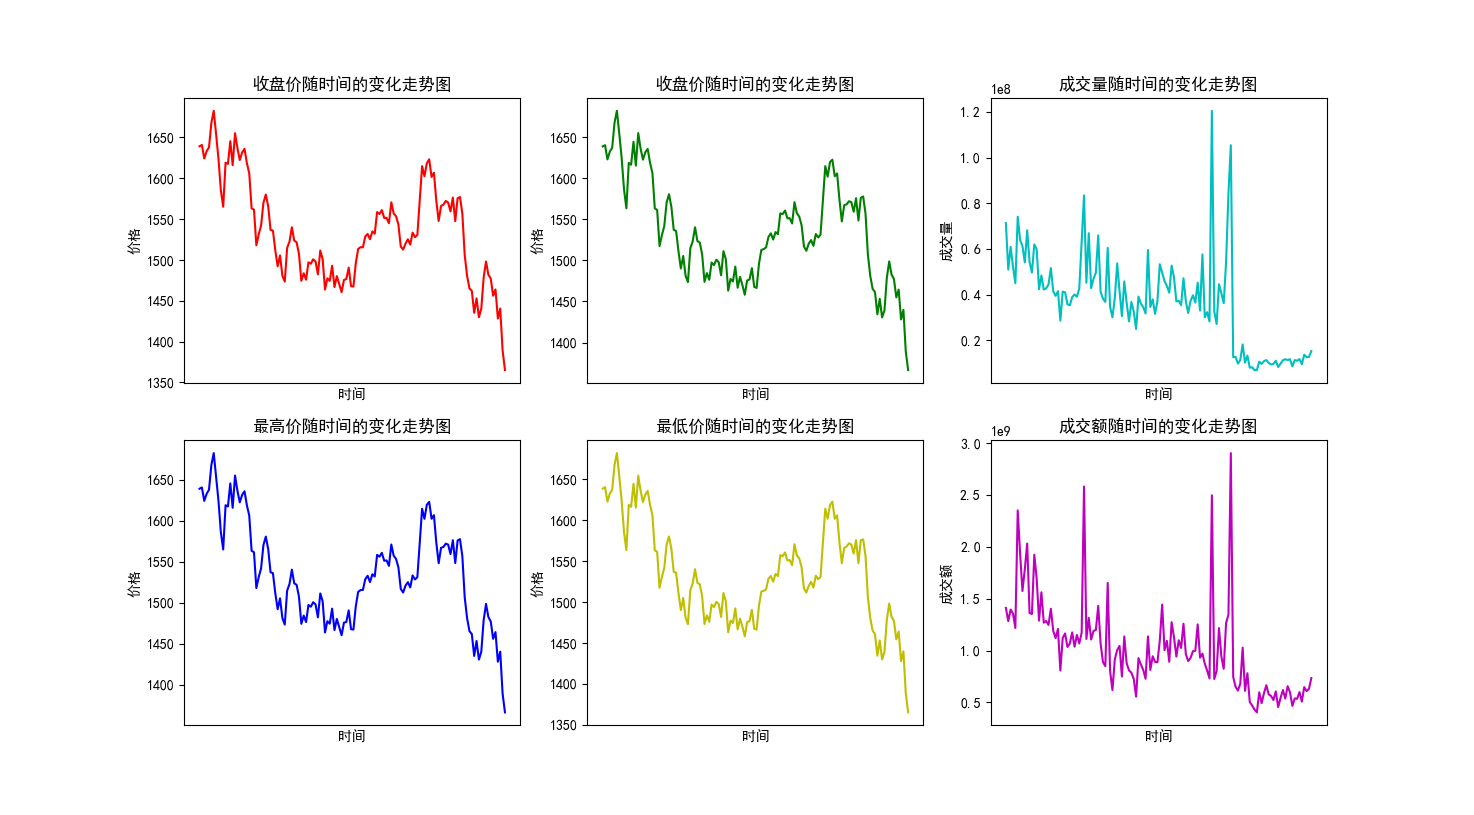 收盘价随时间的变化走势图
价格
1650
1600
1550
1500
1450
1400
1350
时间
收盘价随时间的变化走势图
价格
1650
1600
1550
1500
1450
1400
时间
成交量随时间的变化走势图
1e8
成交量
1.2
1.0
0.8
0.6
0.4
0.2
时间
最高价随时间的变化走势图
价格
1650
1600
1550
1500
1450
1400
时间
最低价随时间的变化走势图
价格
1650
1600
1550
1500
1450
1400
1350
时间
成交额随时间的变化走势图
1e9
成交额
3.0
2.5
2.0
1.5
1.0
0.5
时间